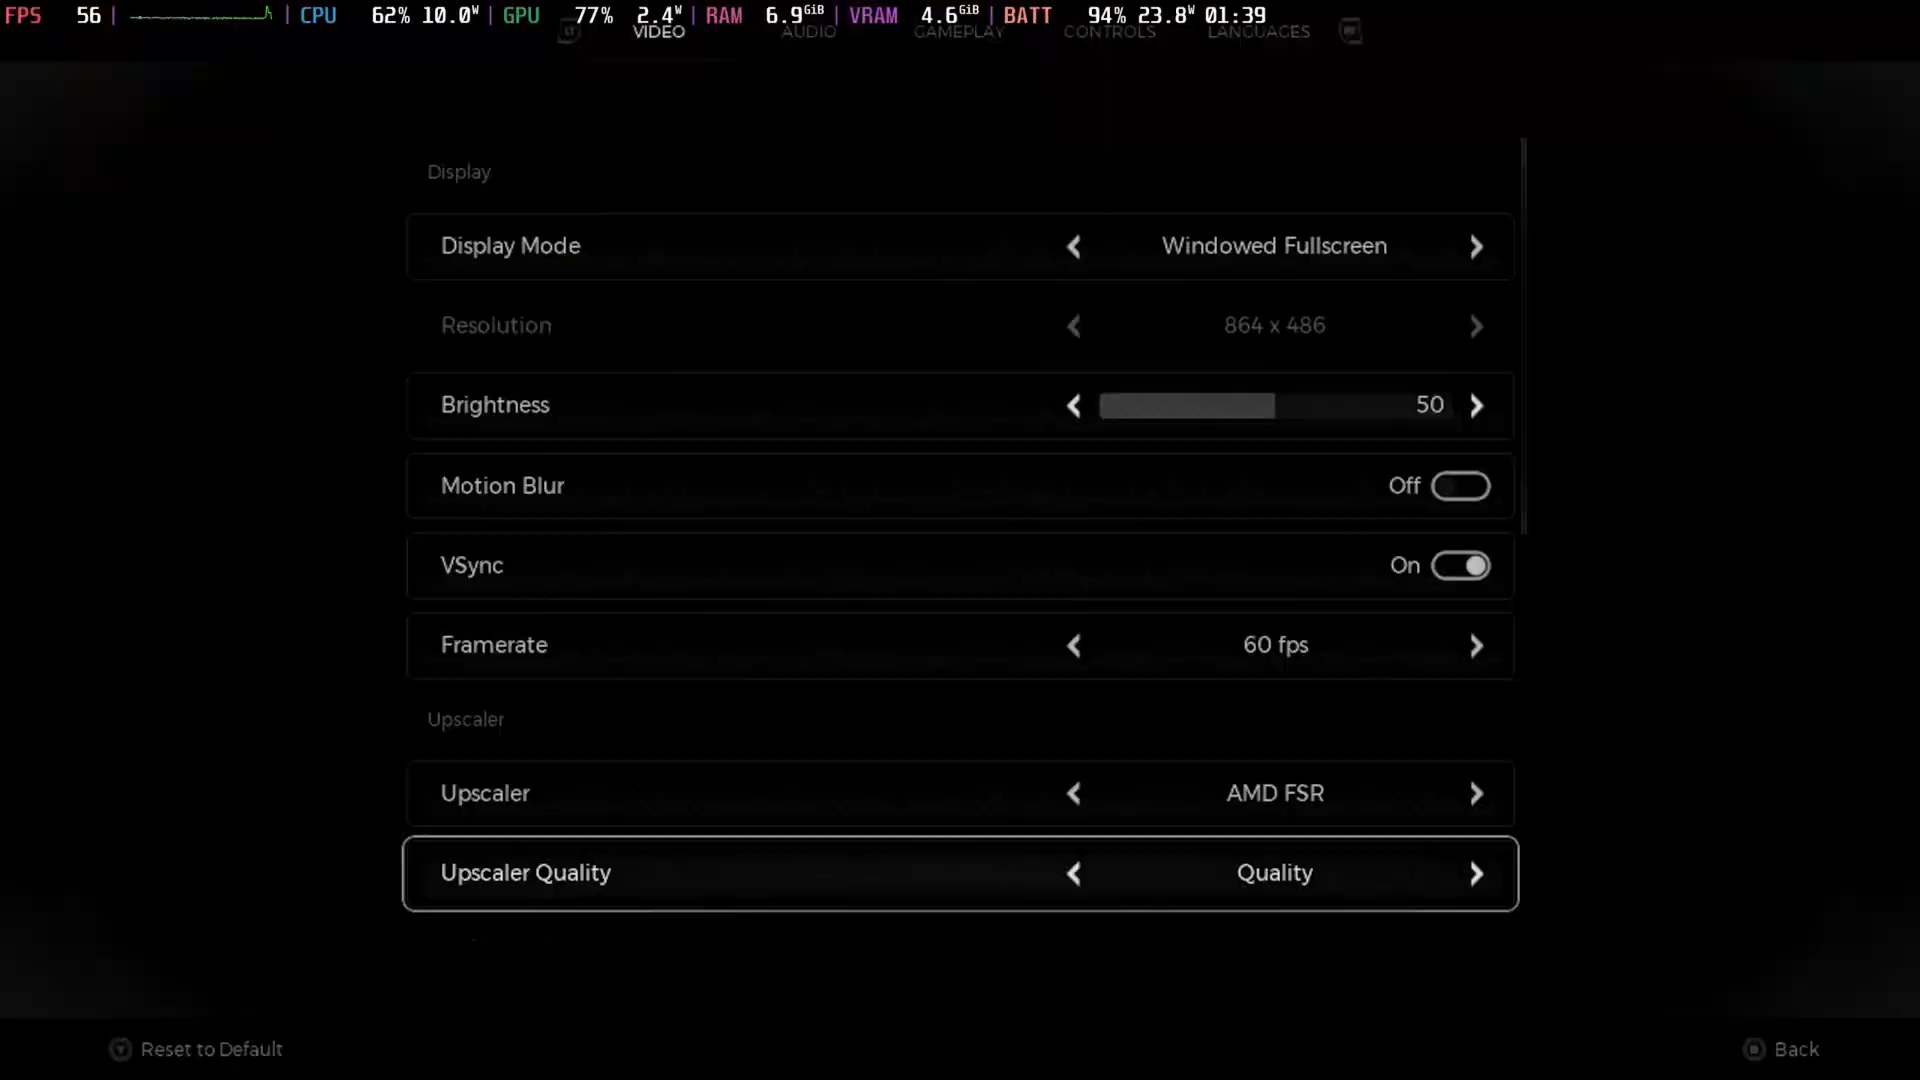 FPS 56 | CPU 62% 10.0W | GPU 77% 2.4W | RAM 6.9GiB | VRAM 4.6GiB | BATT 94% 23.8W 01:39
LT VIDEO AUDIO GAMEPLAY CONTROLS LANGUAGES
Display
Display Mode Windowed Fullscreen
Resolution 864 x 486
Brightness 50
Motion Blur Off
VSync On
Framerate 60 fps
Upscaler
Upscaler AMD FSR
Upscaler Quality Quality
Reset to Default Back